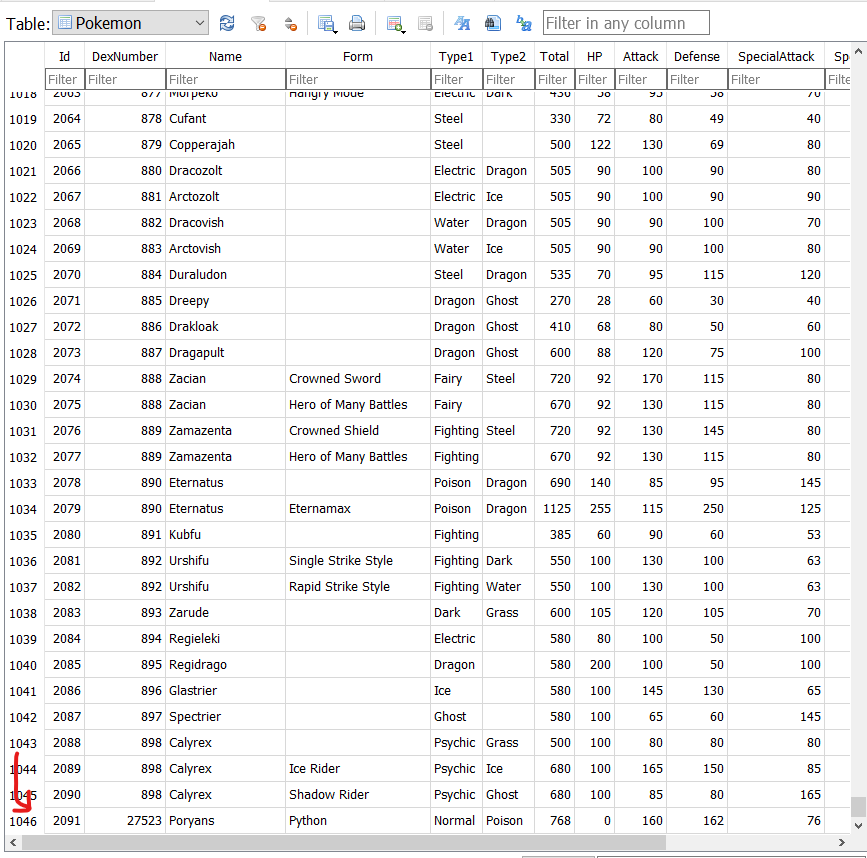 Table: Pokemon Filter in any column
Id DexNumber Name Form Type1 Type2 Total HP Attack Defense SpecialAttack Spe
Filter Filter Filter Filter Filter Filter Filter Filter Filter Filter Filter Filte
1018 2063 877 Morpeko Hangry Mode Electric Dark 436 58 95 58 70
1019 2064 878 Cufant Steel 330 72 80 49 40
1020 2065 879 Copperajah Steel 500 122 130 69 80
1021 2066 880 Dracozolt Electric Dragon 505 90 100 90 80
1022 2067 881 Arctozolt Electric Ice 505 90 100 90 90
1023 2068 882 Dracovish Water Dragon 505 90 90 100 70
1024 2069 883 Arctovish Water Ice 505 90 90 100 80
1025 2070 884 Duraludon Steel Dragon 535 70 95 115 120
1026 2071 885 Dreepy Dragon Ghost 270 28 60 30 40
1027 2072 886 Drakloak Dragon Ghost 410 68 80 50 60
1028 2073 887 Dragapult Dragon Ghost 600 88 120 75 100
1029 2074 888 Zacian Crowned Sword Fairy Steel 720 92 170 115 80
1030 2075 888 Zacian Hero of Many Battles Fairy 670 92 130 115 80
1031 2076 889 Zamazenta Crowned Shield Fighting Steel 720 92 130 145 80
1032 2077 889 Zamazenta Hero of Many Battles Fighting 670 92 130 115 80
1033 2078 890 Eternatus Poison Dragon 690 140 85 95 145
1034 2079 890 Eternatus Eternamax Poison Dragon 1125 255 115 250 125
1035 2080 891 Kubfu Fighting 385 60 90 60 53
1036 2081 892 Urshifu Single Strike Style Fighting Dark 550 100 130 100 63
1037 2082 892 Urshifu Rapid Strike Style Fighting Water 550 100 130 100 63
1038 2083 893 Zarude Dark Grass 600 105 120 105 70
1039 2084 894 Regieleki Electric 580 80 100 50 100
1040 2085 895 Regidrago Dragon 580 200 100 50 100
1041 2086 896 Glastrier Ice 580 100 145 130 65
1042 2087 897 Spectrier Ghost 580 100 65 60 145
1043 2088 898 Calyrex Psychic Grass 500 100 80 80 80
1044 2089 898 Calyrex Ice Rider Psychic Ice 680 100 165 150 85
1045 2090 898 Calyrex Shadow Rider Psychic Ghost 680 100 85 80 165
1046 2091 27523 Poryans Python Normal Poison 768 0 160 162 76